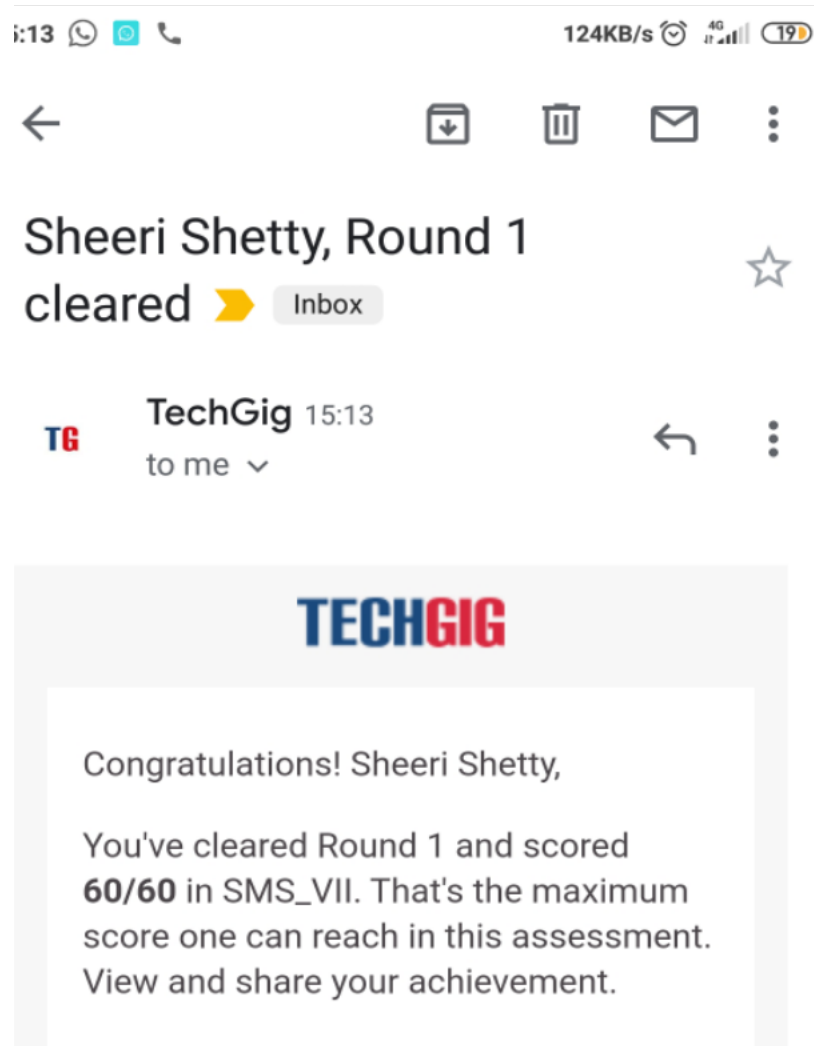 :13 124KB/s 4G 19
Sheeri Shetty, Round 1
cleared Inbox
TG TechGig 15:13
to me
TECHGIG
Congratulations! Sheeri Shetty,
You've cleared Round 1 and scored
60/60 in SMS_VII. That's the maximum
score one can reach in this assessment.
View and share your achievement.